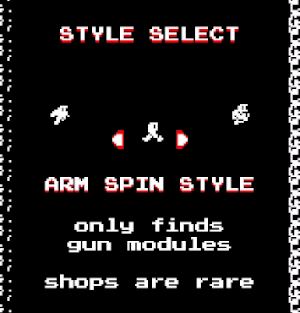 STYLE SELECT
ARM SPIN STYLE
only finds
gun modules
shops are rare